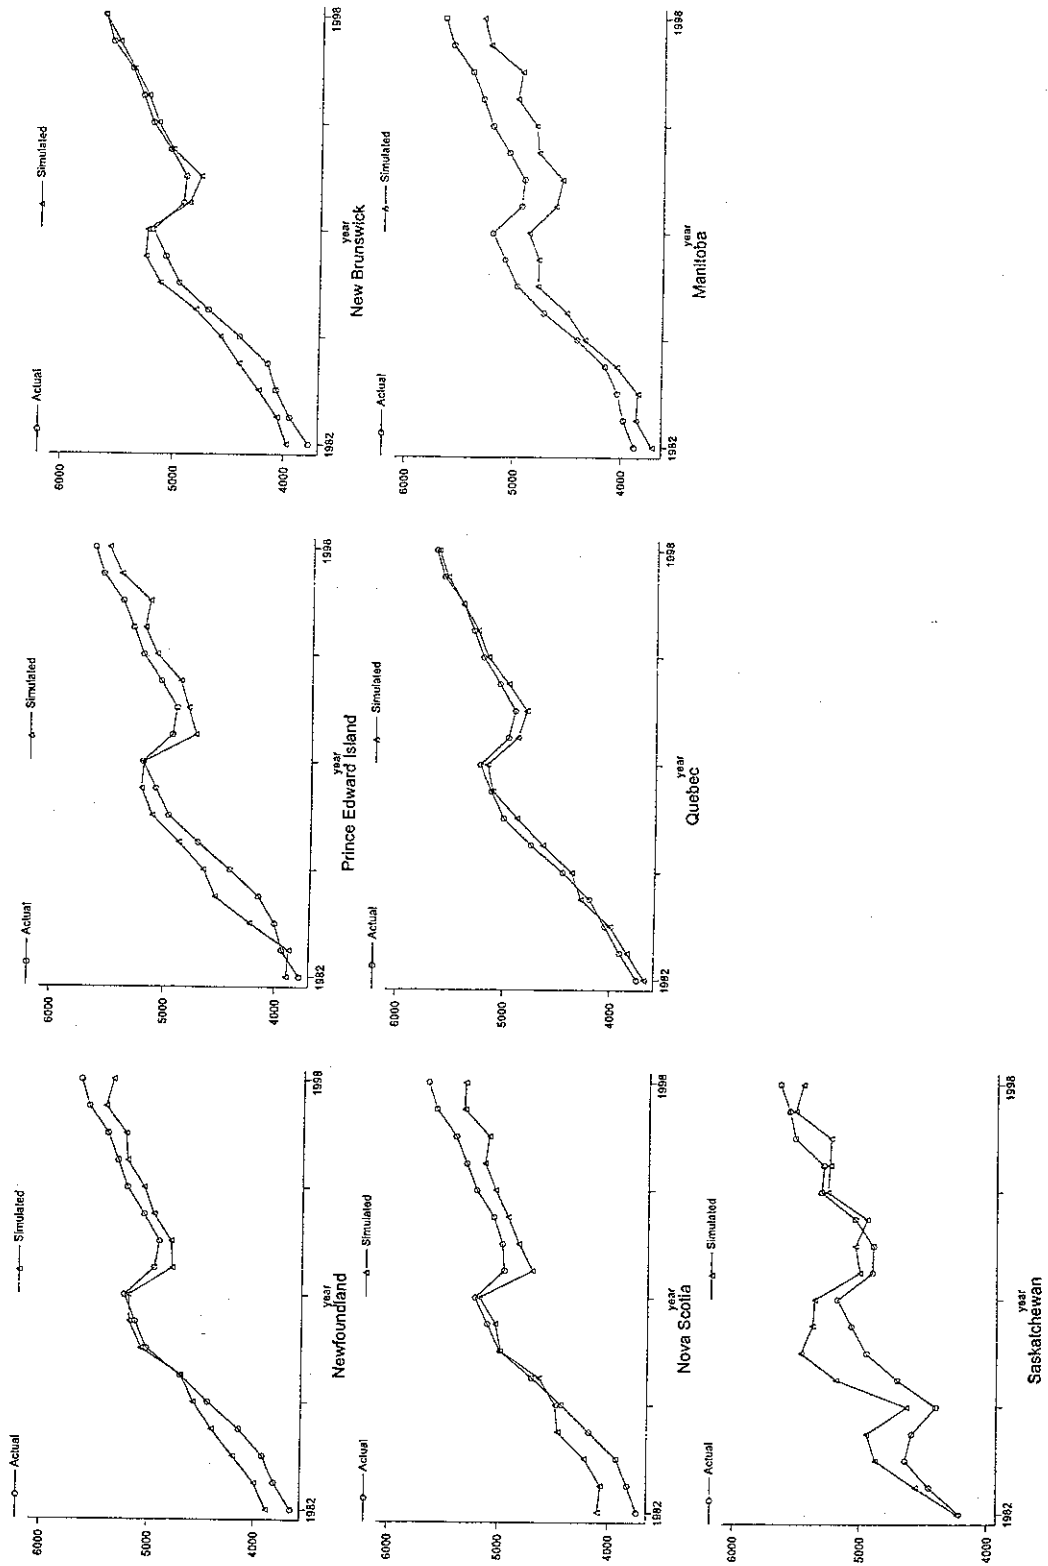 Actual Simulated
6000
5000
4000
1982 1998
year
Newfoundland
Actual Simulated
6000
5000
4000
1982 1998
year
Prince Edward Island
Actual Simulated
6000
5000
4000
1982 1998
year
New Brunswick
Actual Simulated
6000
5000
4000
1982 1998
year
Nova Scotia
Actual Simulated
6000
5000
4000
1982 1998
year
Quebec
Actual Simulated
6000
5000
4000
1982 1998
year
Manitoba
Actual Simulated
6000
5000
4000
1982 1998
year
Saskatchewan